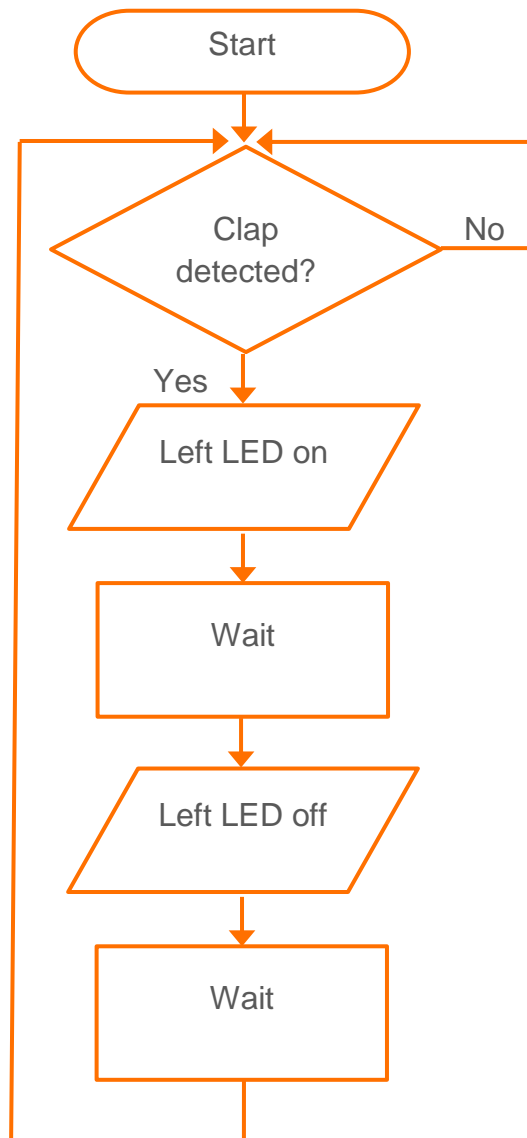 Start
Clap
detected?
No
Yes
Left LED on
Wait
Left LED off
Wait